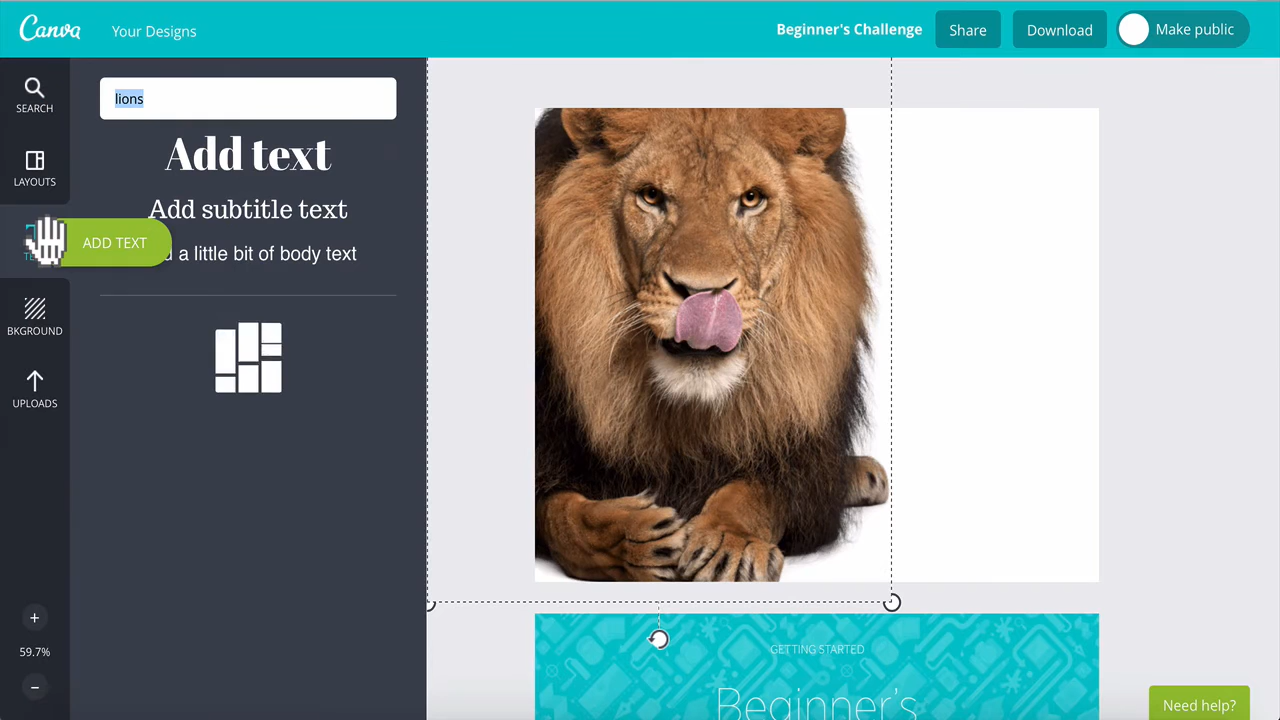 Canva
Your Designs
Beginner's Challenge
Share
Download
Make public
SEARCH
LAYOUTS
BKGROUND
UPLOADS
59.7%
lions
Add text
Add subtitle text
ADD TEXT
a little bit of body text
GETTING STARTED
Beginner's
Need help?